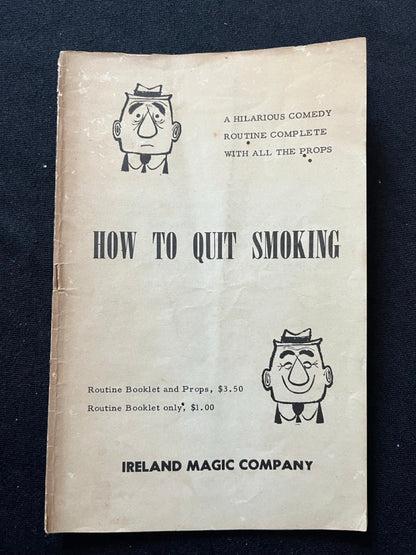 A HILARIOUS COMEDY
ROUTINE COMPLETE
WITH ALL THE PROPS
HOW TO QUIT SMOKING
Routine Booklet and Props, $3.50
Routine Booklet only, $1.00
IRELAND MAGIC COMPANY